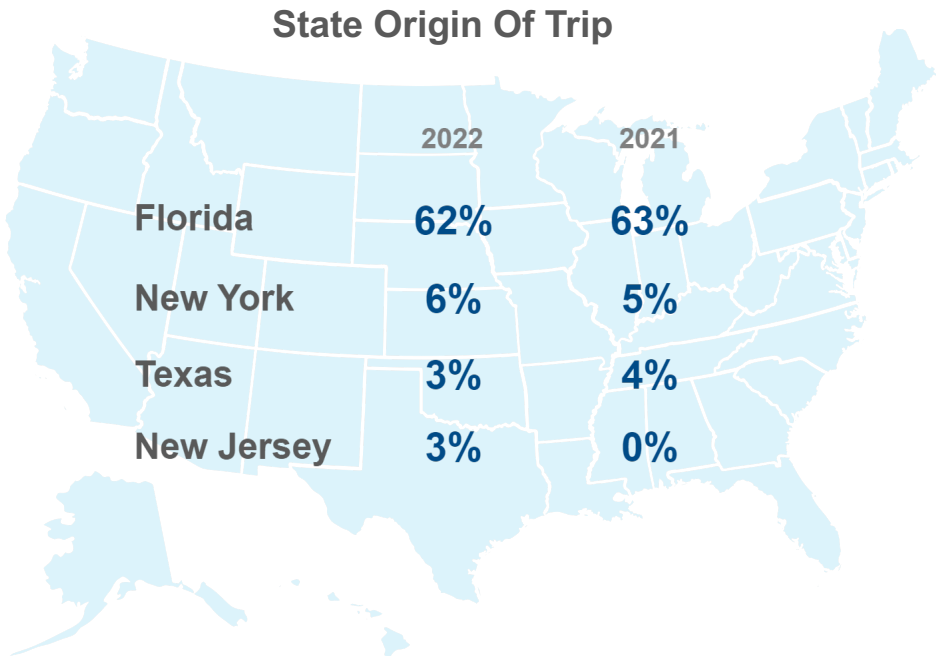 State Origin Of Trip
2022 2021
Florida 62% 63%
New York 6% 5%
Texas 3% 4%
New Jersey 3% 0%